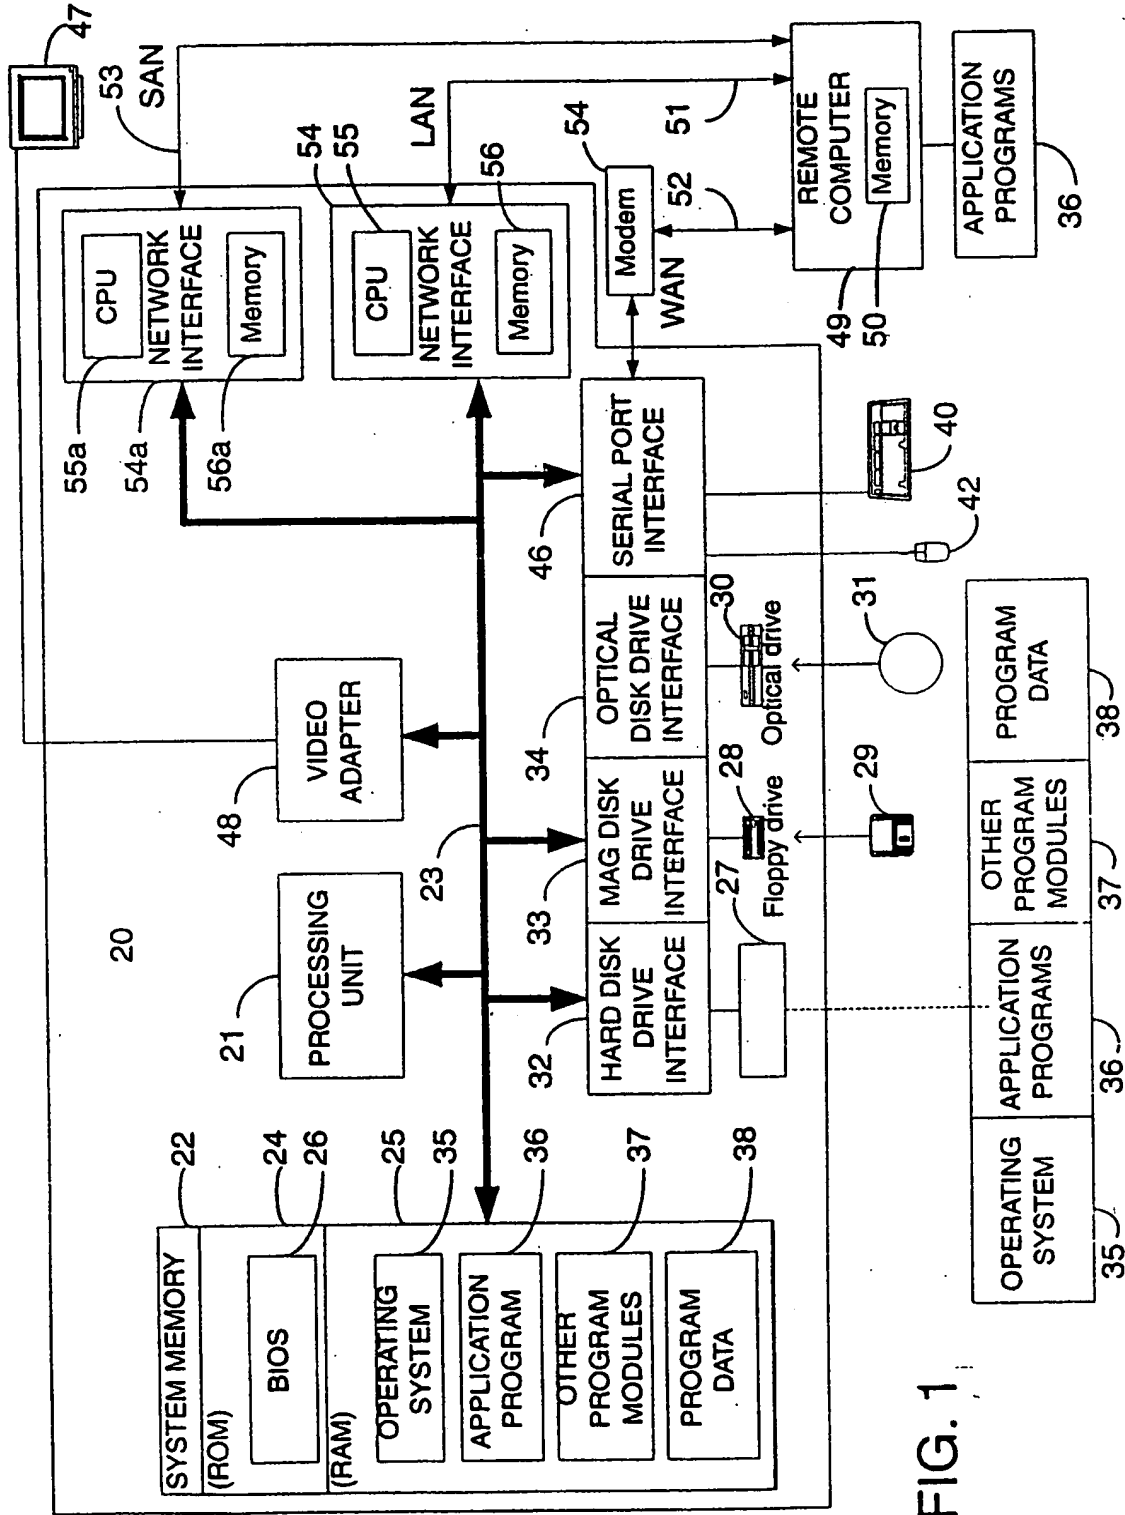 47
53
SAN
LAN
51
54
CPU
NETWORK
INTERFACE
Memory
55a
54a
56a
54
55
CPU
NETWORK
INTERFACE
Memory
56
Modem
WAN
52
REMOTE
COMPUTER
Memory
49
50
APPLICATION
PROGRAMS
36
20
48
VIDEO
ADAPTER
21
PROCESSING
UNIT
23
SYSTEM MEMORY
22
(ROM)
24
BIOS
26
(RAM)
25
OPERATING
SYSTEM
35
APPLICATION
PROGRAM
36
OTHER
PROGRAM
MODULES
37
PROGRAM
DATA
38
32
HARD DISK
DRIVE
INTERFACE
33
MAG DISK
DRIVE
INTERFACE
34
OPTICAL
DISK DRIVE
INTERFACE
46
SERIAL PORT
INTERFACE
27
28
Floppy drive
30
Optical drive
29
31
42
40
OPERATING
SYSTEM
35
APPLICATION
PROGRAMS
36
OTHER
PROGRAM
MODULES
37
PROGRAM
DATA
38
FIG. 1